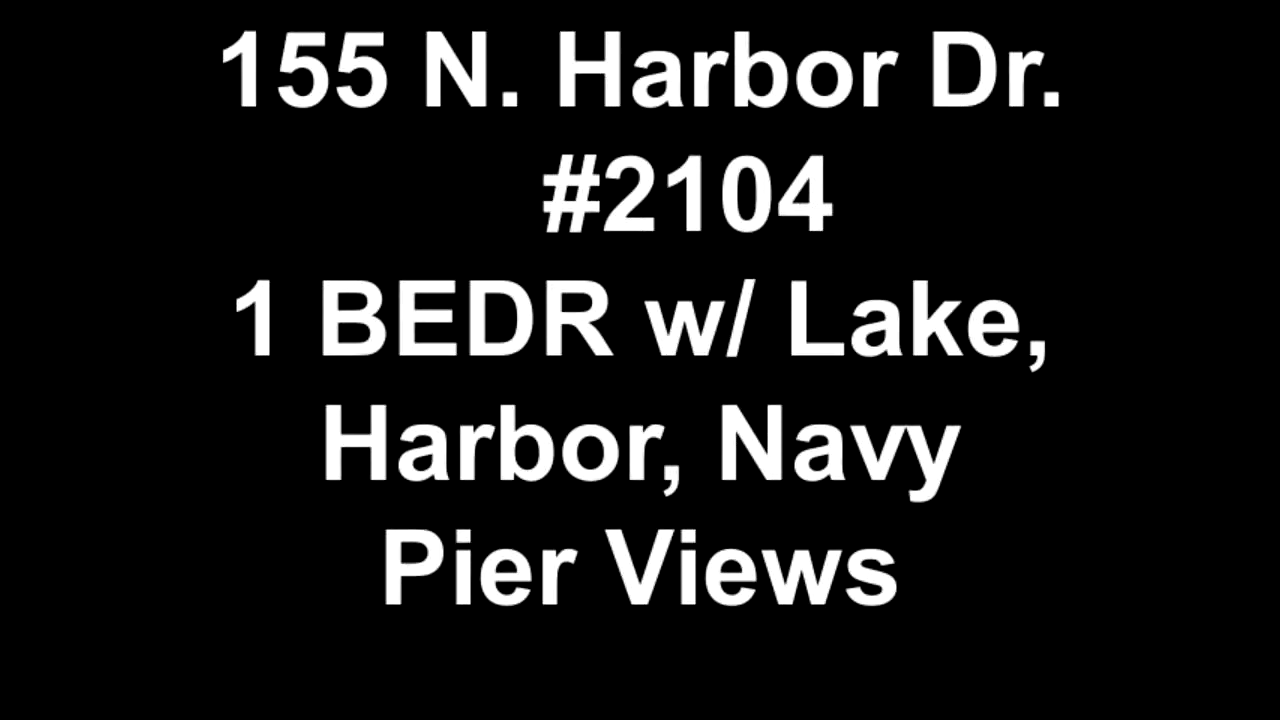 155 N. Harbor Dr.
#2104
1 BEDR w/ Lake,
Harbor, Navy
Pier Views